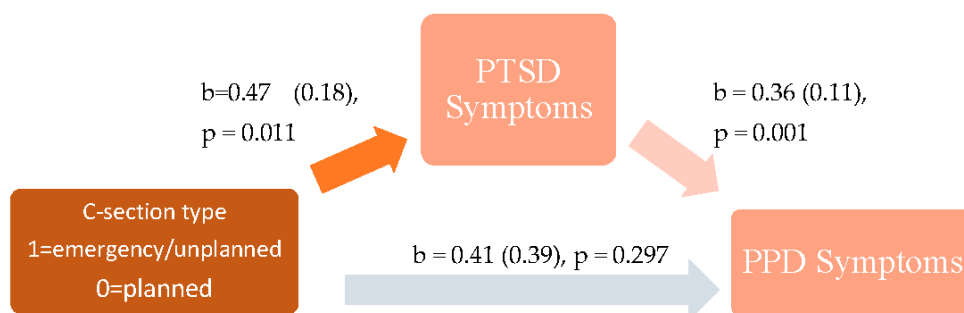 PTSD
Symptoms
b=0.47 (0.18),
p = 0.011
b = 0.36 (0.11),
p = 0.001
C-section type
1=emergency/unplanned
0=planned
b = 0.41 (0.39), p = 0.297
PPD Symptoms